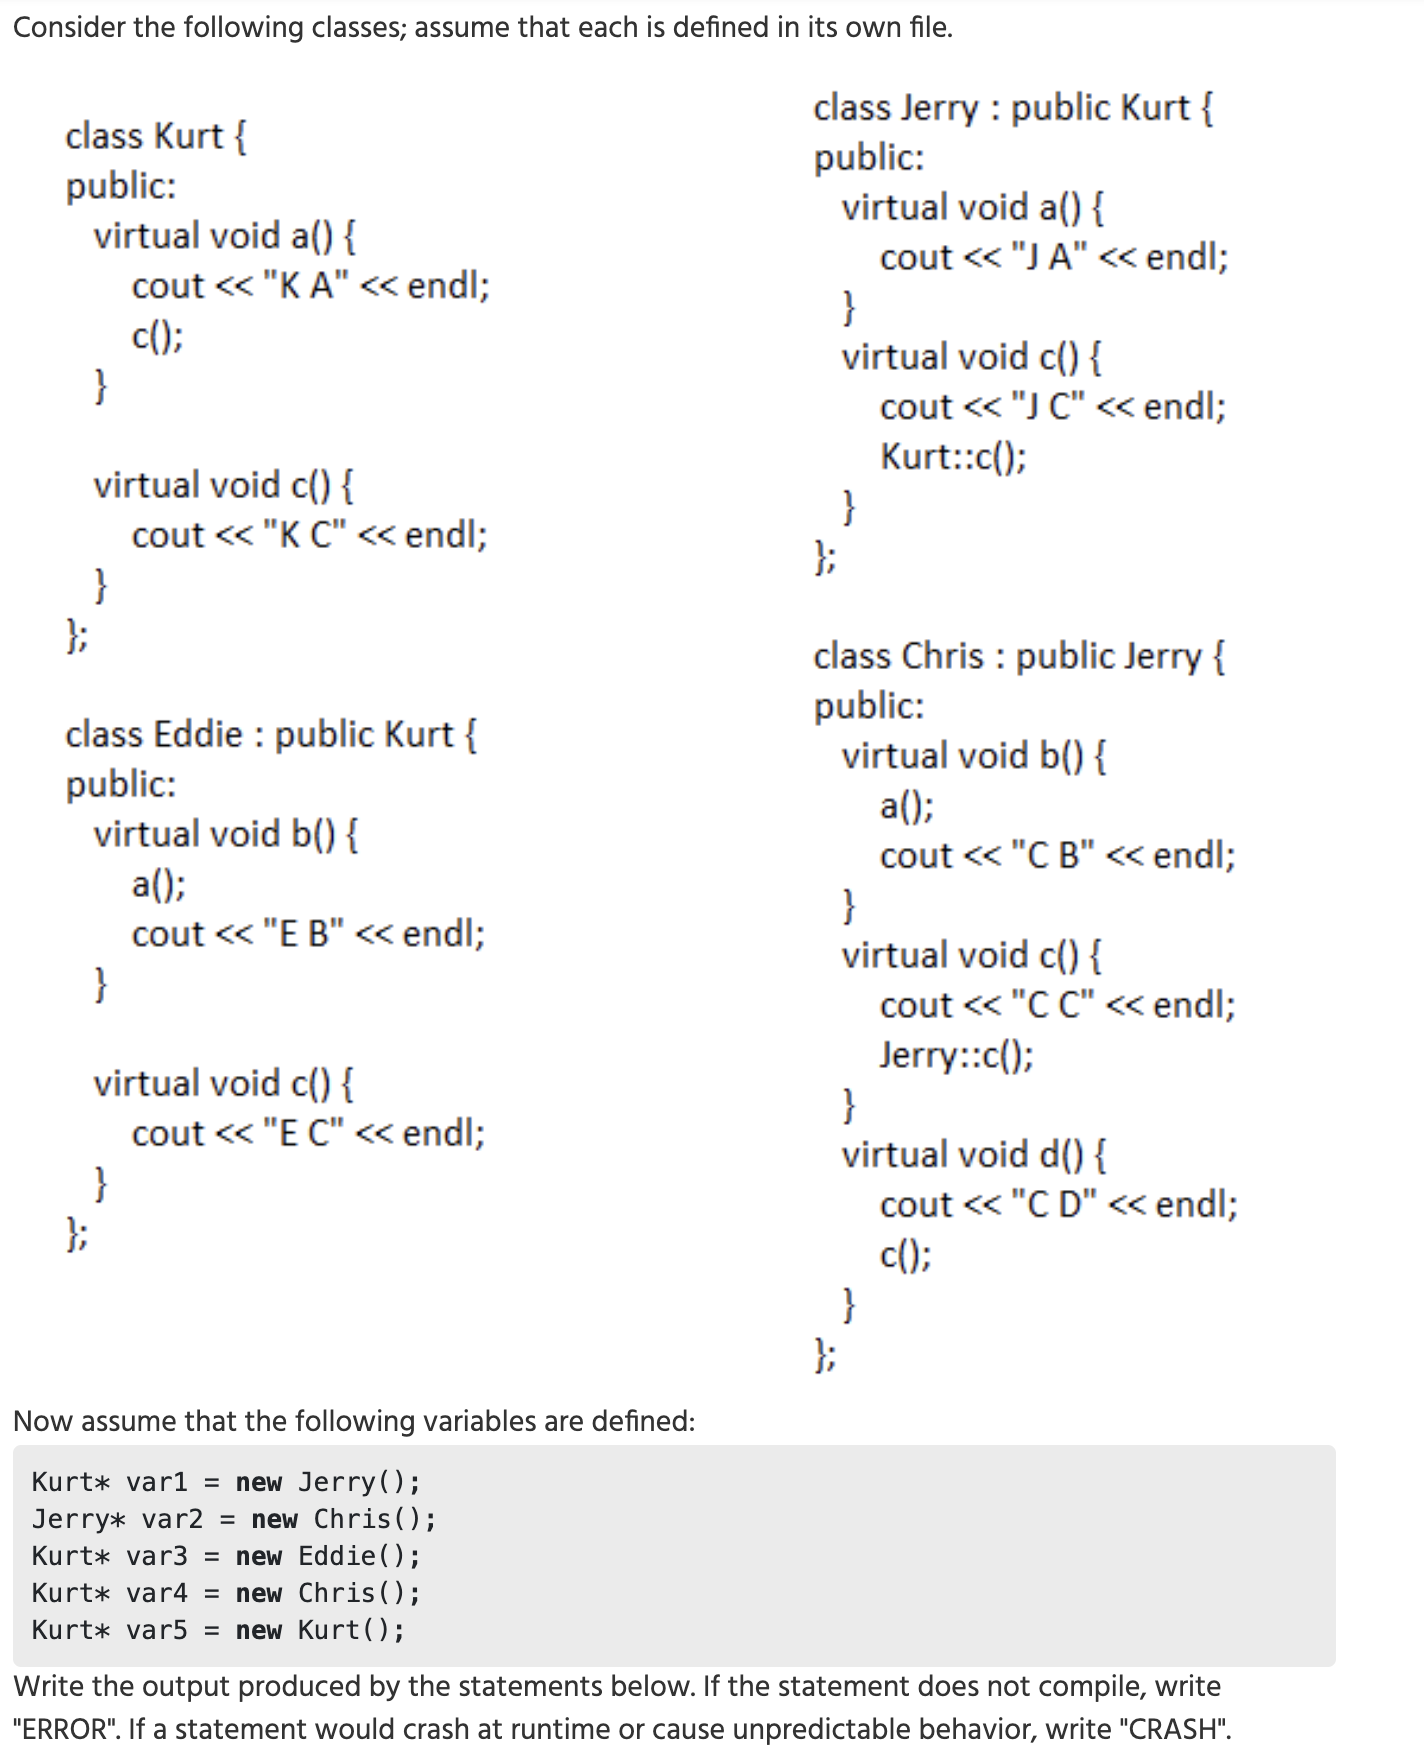 Consider the following classes; assume that each is defined in its own file.
class Kurt {
public:
virtual void a() {
cout << "K A" << endl;
c();
}
virtual void c() {
cout << "K C" << endl;
}
};
class Eddie : public Kurt {
public:
virtual void b() {
a();
cout << "E B" << endl;
}
virtual void c() {
cout << "E C" << endl;
}
};
class Jerry : public Kurt {
public:
virtual void a() {
cout << "J A" << endl;
}
virtual void c() {
cout << "J C" << endl;
Kurt::c();
}
};
class Chris : public Jerry {
public:
virtual void b() {
a();
cout << "C B" << endl;
}
virtual void c() {
cout << "C C" << endl;
Jerry::c();
}
virtual void d() {
cout << "C D" << endl;
c();
}
};
Now assume that the following variables are defined:
Kurt* var1 = new Jerry();
Jerry* var2 = new Chris();
Kurt* var3 = new Eddie();
Kurt* var4 = new Chris();
Kurt* var5 = new Kurt();
Write the output produced by the statements below. If the statement does not compile, write
"ERROR". If a statement would crash at runtime or cause unpredictable behavior, write "CRASH".